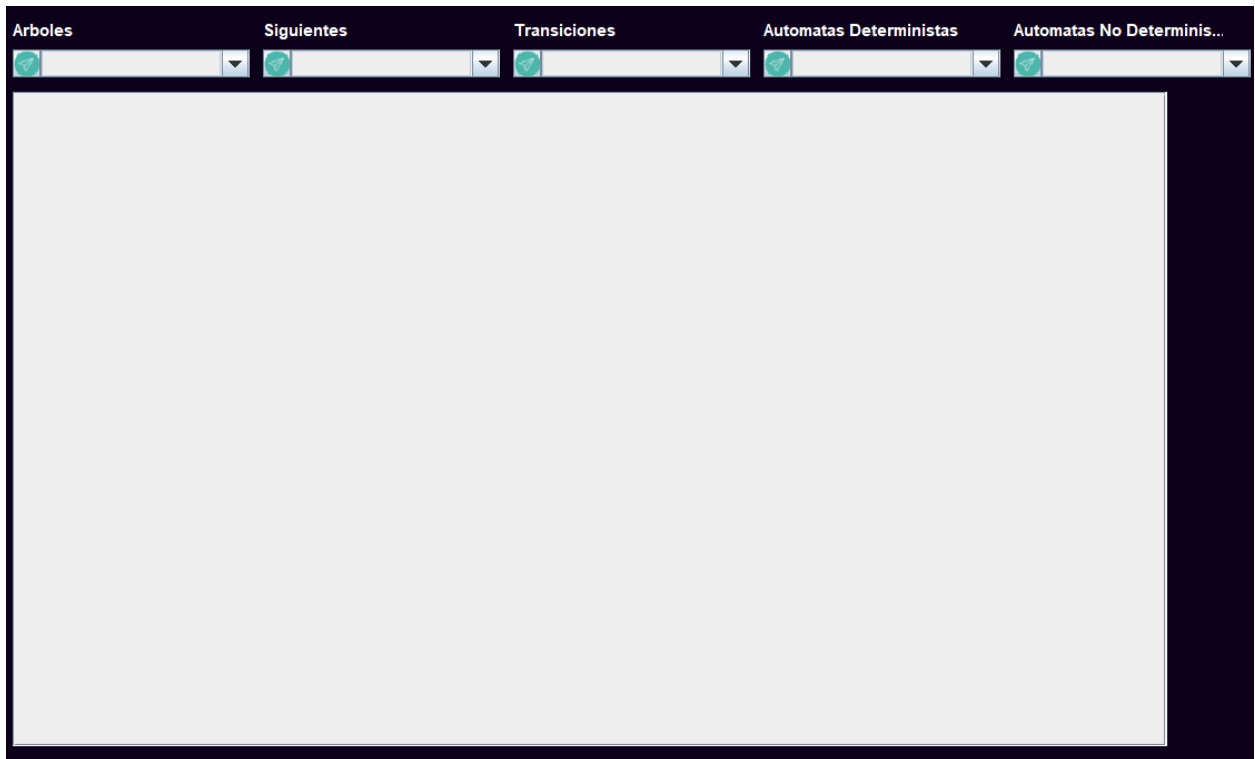 Arboles
Siguientes
Transiciones
Automatas Deterministas
Automatas No Determinis...